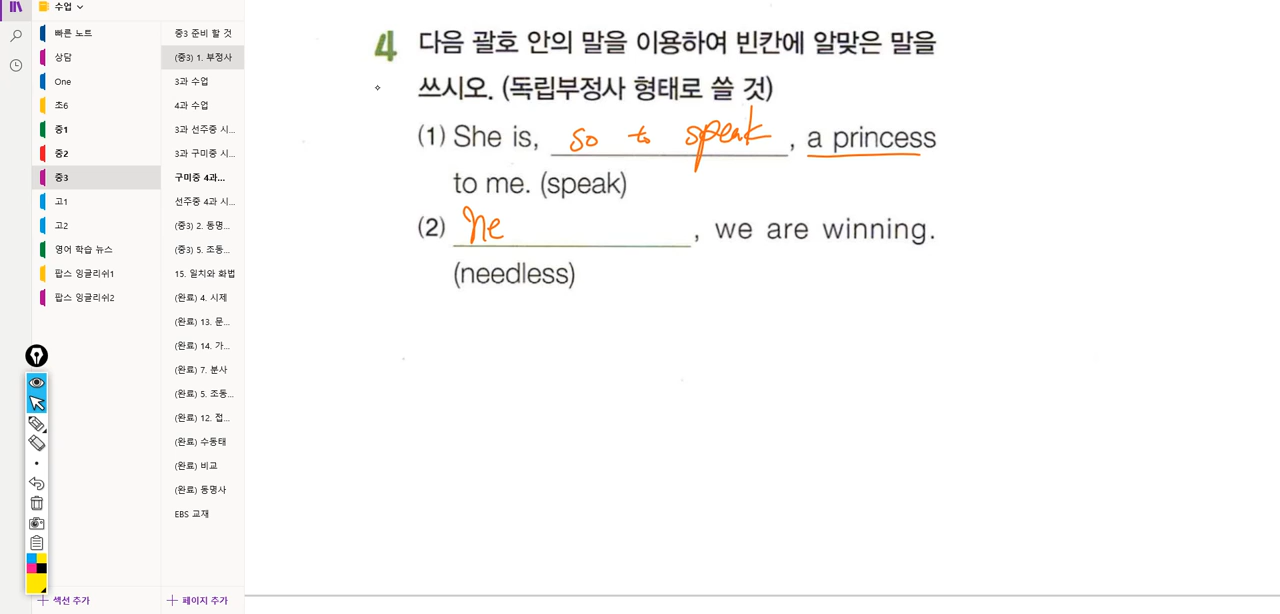 수업
빠른 노트
상담
One
초6
중1
중2
중3
고1
고2
영어 학습 뉴스
팝스 잉글리쉬1
팝스 잉글리쉬2
섹션 추가
중3 준비 할 것
(중3) 1. 부정사
3과 수업
4과 수업
3과 선주중 시...
3과 구미중 시...
구미중 4과...
선주중 4과 시...
(중3) 2. 동명...
(중3) 5. 조동...
15. 일치와 화법
(완료) 4. 시제
(완료) 13. 문...
(완료) 14. 가...
(완료) 7. 분사
(완료) 5. 조동...
(완료) 12. 접...
(완료) 수동태
(완료) 비교
(완료) 동명사
EBS 교재
페이지 추가
4 다음 괄호 안의 말을 이용하여 빈칸에 알맞은 말을
쓰시오. (독립부정사 형태로 쓸 것)
(1) She is, so to speak, a princess
to me. (speak)
(2) ne , we are winning.
(needless)